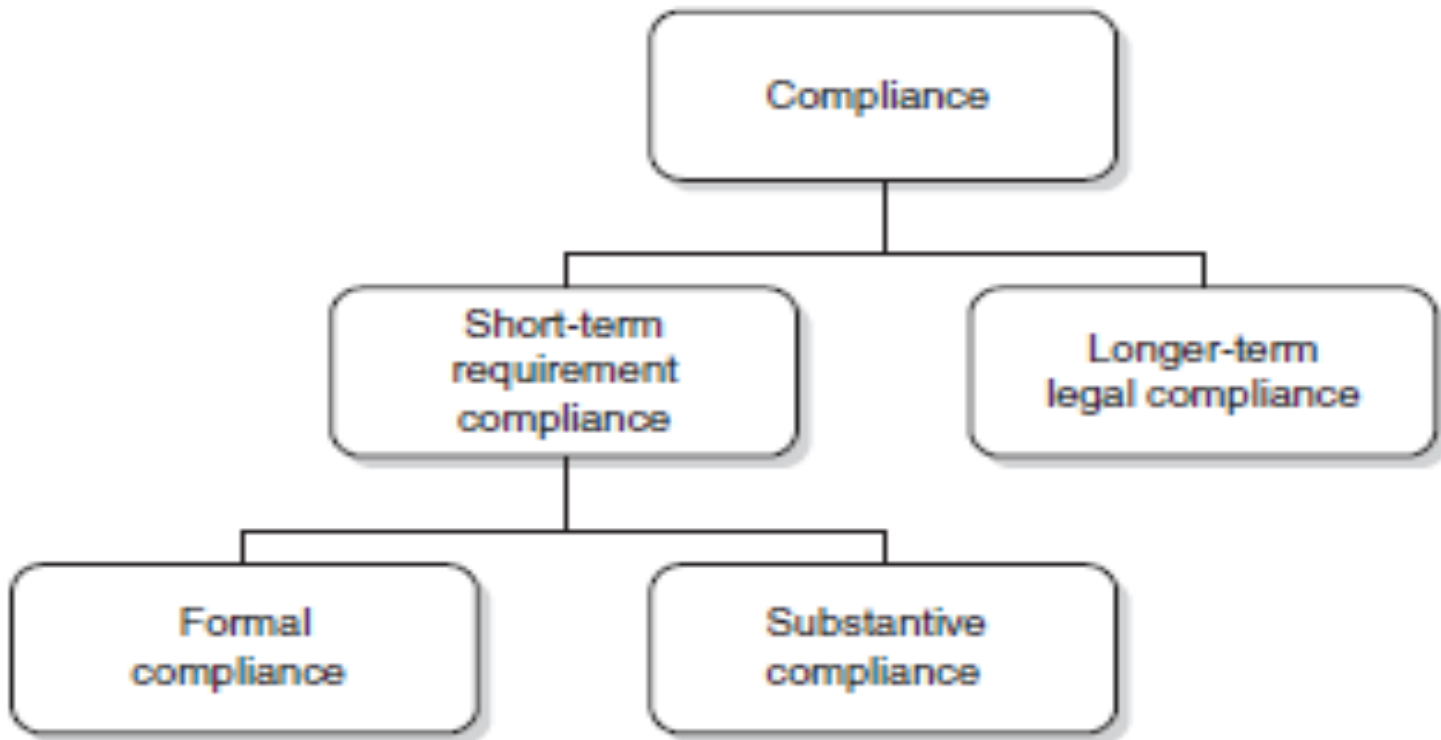 Compliance
Short-term
requirement
compliance
Longer-term
legal compliance
Formal
compliance
Substantive
compliance